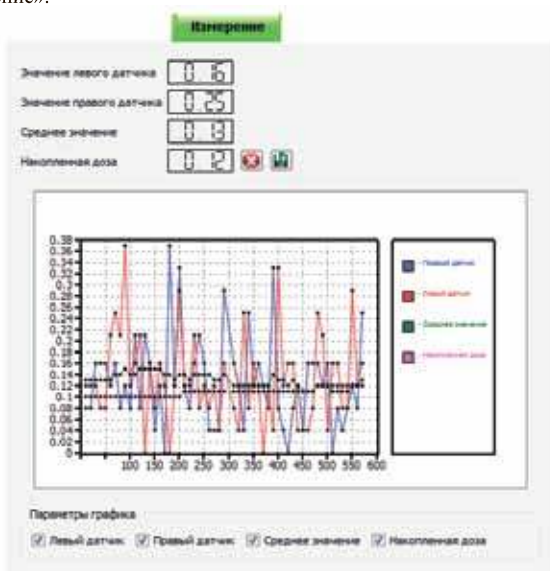 ние».
Измерение
Значение левого датчика 0.16
Значение правого датчика 0.25
Среднее значение 0.13
Накопленная доза 0.12
0.38
0.36
0.34
0.32
0.3
0.28
0.26
0.24
0.22
0.2
0.18
0.16
0.14
0.12
0.1
0.08
0.06
0.04
0.02
0
100 150 200 250 300 350 400 450 500 550 600
датчик
датчик
Среднее значение
Накопленная доза
Параметры графика
Левый датчик Правый датчик Среднее значение Накопленная доза